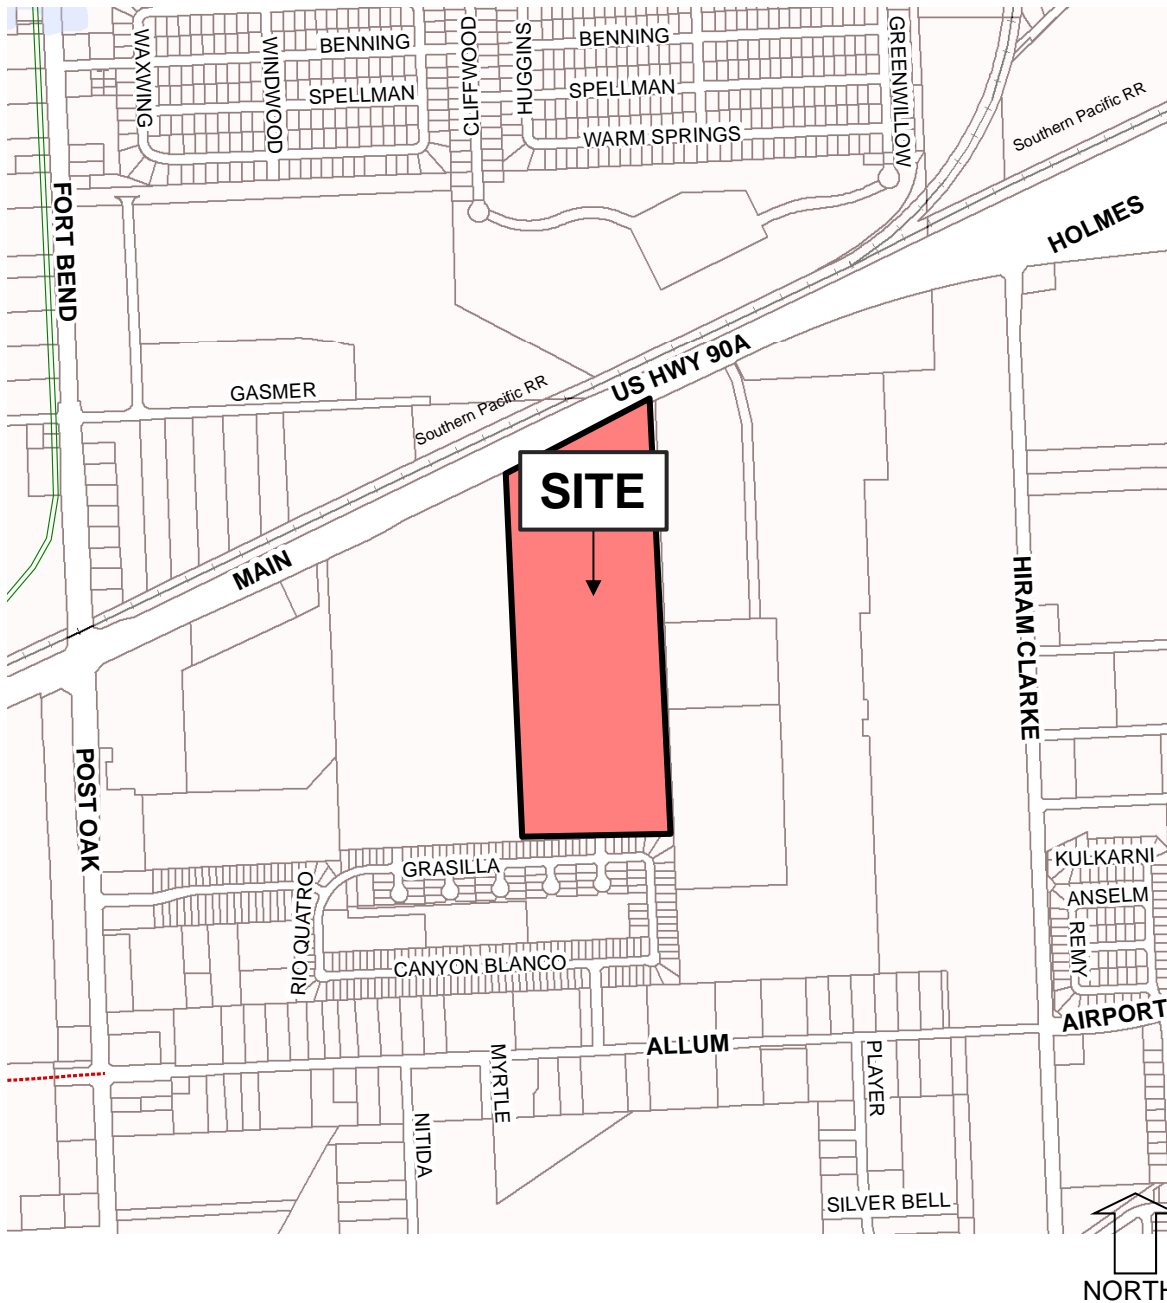 WAXWING
WINDWOOD
BENNING
SPELLMAN
CLIFFWOOD
HUGGINS
BENNING
SPELLMAN
WARM SPRINGS
GREENWILLOW
Southern Pacific RR
HOLMES
FORT BEND
US HWY 90A
GASMER
Southern Pacific RR
SITE
MAIN
HIRAM CLARKE
POST OAK
GRASILLA
RIO QUATRO
CANYON BLANCO
KULKARNI
ANSELM
REMY
AIRPORT
ALLUM
MYRTLE
PLAYER
NITIDA
SILVER BELL
NORTH